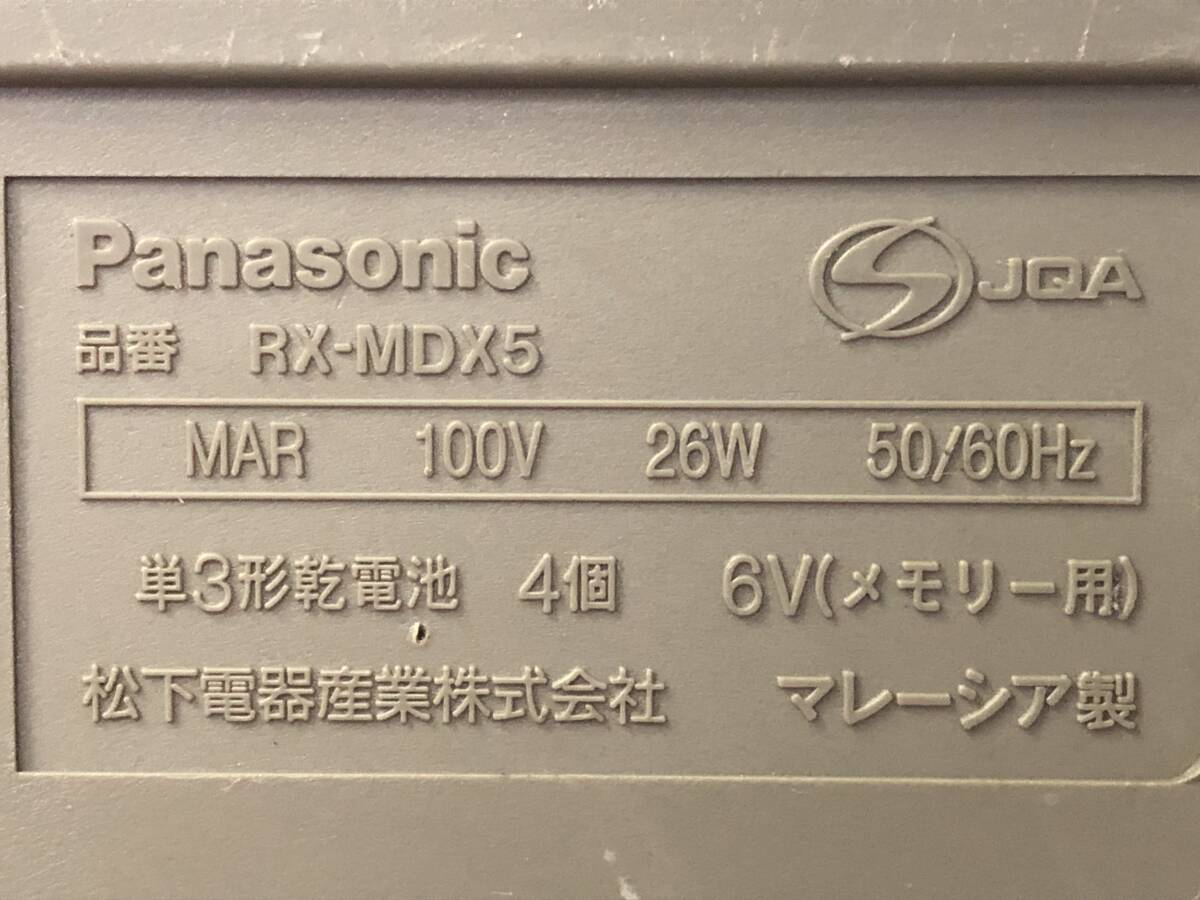 Panasonic
JQA
品番 RX-MDX5
MAR 100V 26W 50/60Hz
単3形乾電池 4個 6V(メモリー用)
松下電器産業株式会社 マレーシア製